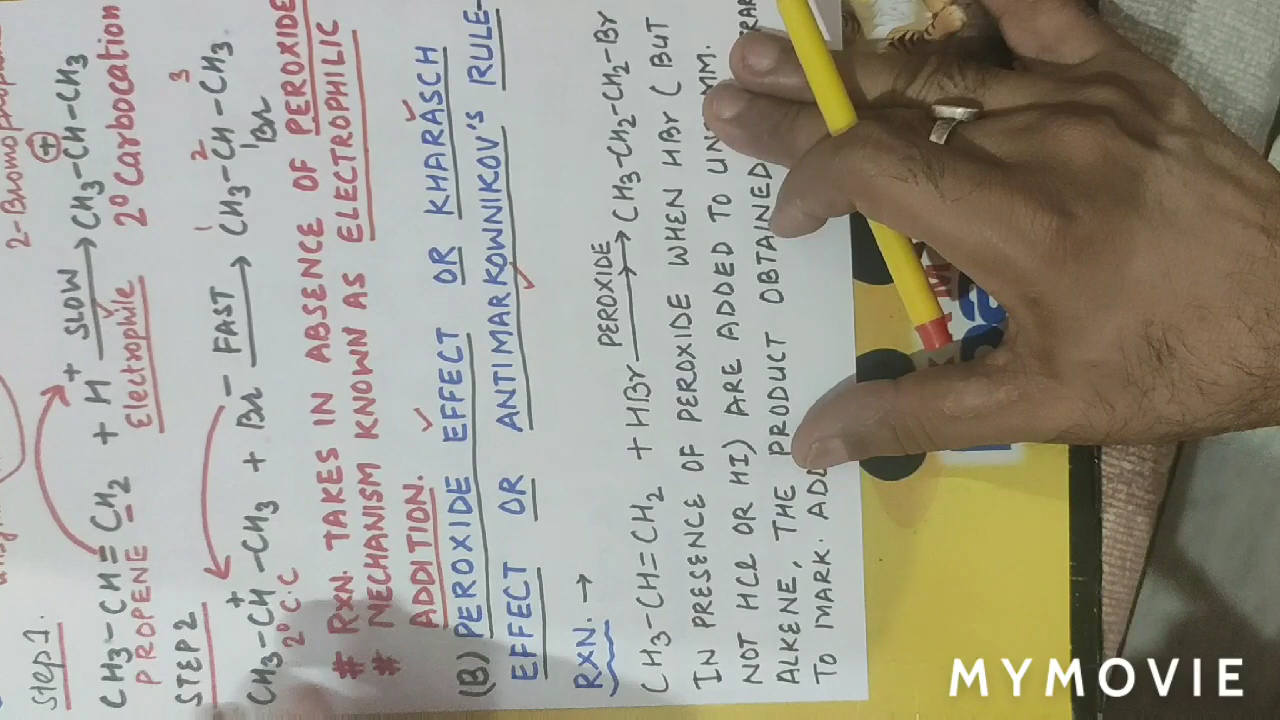 2-Bromopropane
Step 1.
CH3-CH=CH2 + H+ SLOW → CH3-CH-CH3
+
PROPENE Electrophile 2° Carbocation
STEP 2
CH3-CH-CH3 + Br- FAST → CH3-CH-CH3.
+ 1 2 3
2° C.C Br
# RXN. TAKES IN ABSENCE OF PEROXIDE
# MECHANISM KNOWN AS ELECTROPHILIC
ADDITION.
(B) PEROXIDE EFFECT OR KHARASCH
EFFECT OR ANTIMARKOWNIKOV'S RULE-
RXN. →
CH3-CH=CH2 + HBr PEROXIDE → CH3-CH2-CH2-Br
IN PRESENCE OF PEROXIDE WHEN HBr ( BUT
NOT HCl OR HI) ARE ADDED TO UNSYMM.
ALKENE, THE PRODUCT OBTAINED
TO MARK. ADD
MYMOVIE